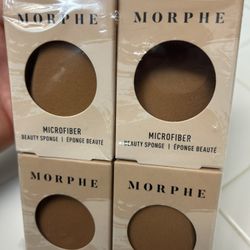 MORPHE MORPHE
MICROFIBER MICROFIBER
BEAUTY SPONGE | ÉPONGE BEAUTÉ BEAUTY SPONGE | ÉPONGE BEAUTÉ
MORPHE MORPHE